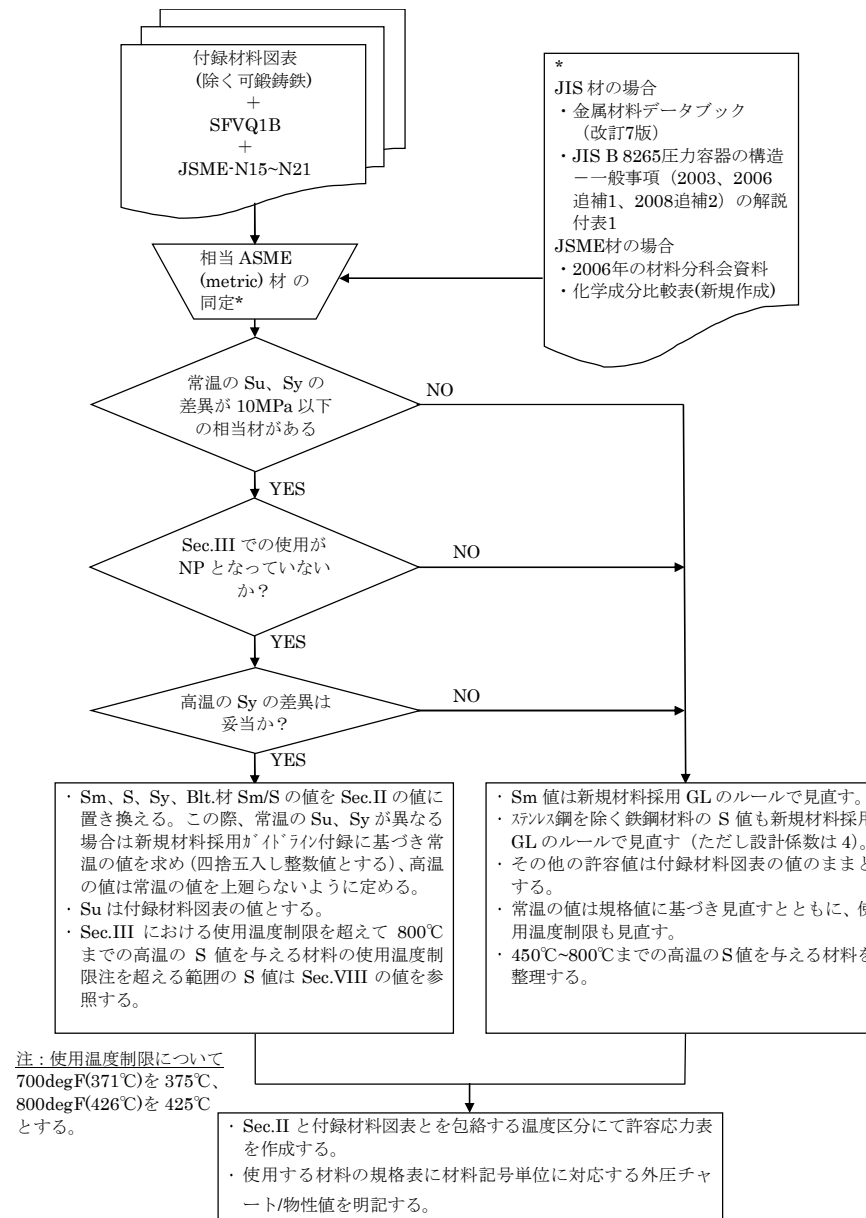 付録材料図表
(除く可鍛鋳鉄)
+
SFVQ1B
+
JSME-N15~N21
*
JIS 材の場合
・金属材料データブック
（改訂7版）
・JIS B 8265圧力容器の構造
－一般事項（2003、2006
追補1、2008追補2）の解説
付表1
JSME材の場合
・2006年の材料分科会資料
・化学成分比較表(新規作成)
相当 ASME
(metric) 材 の
同定*
常温の Su、Sy の
差異が 10MPa 以下
の相当材がある
NO
YES
Sec.III での使用が
NP となっていない
か？
NO
YES
高温の Sy の差異は
妥当か？
NO
YES
・Sm、S、Sy、Blt.材 Sm/S の値を Sec.II の値に
置き換える。この際、常温の Su、Sy が異なる
場合は新規材料採用ｶﾞｲﾄﾞﾗｲﾝ付録に基づき常
温の値を求め（四捨五入し整数値とする）、高温
の値は常温の値を上廻らないように定める。
・Su は付録材料図表の値とする。
・Sec.III における使用温度制限を超えて 800℃
までの高温の S 値を与える材料の使用温度制
限注を超える範囲の S 値は Sec.VIII の値を参
照する。
・Sm 値は新規材料採用 GL のルールで見直す。
・ｽﾃﾝﾚｽ鋼を除く鉄鋼材料の S 値も新規材料採用
GL のルールで見直す（ただし設計係数は 4）。
・その他の許容値は付録材料図表の値のままと
する。
・常温の値は規格値に基づき見直すとともに、使
用温度制限も見直す。
・450℃~800℃までの高温のS値を与える材料を
整理する。
注：使用温度制限について
700degF(371℃)を 375℃、
800degF(426℃)を 425℃
とする。
・Sec.II と付録材料図表とを包絡する温度区分にて許容応力表
を作成する。
・使用する材料の規格表に材料記号単位に対応する外圧チャ
ート/物性値を明記する。